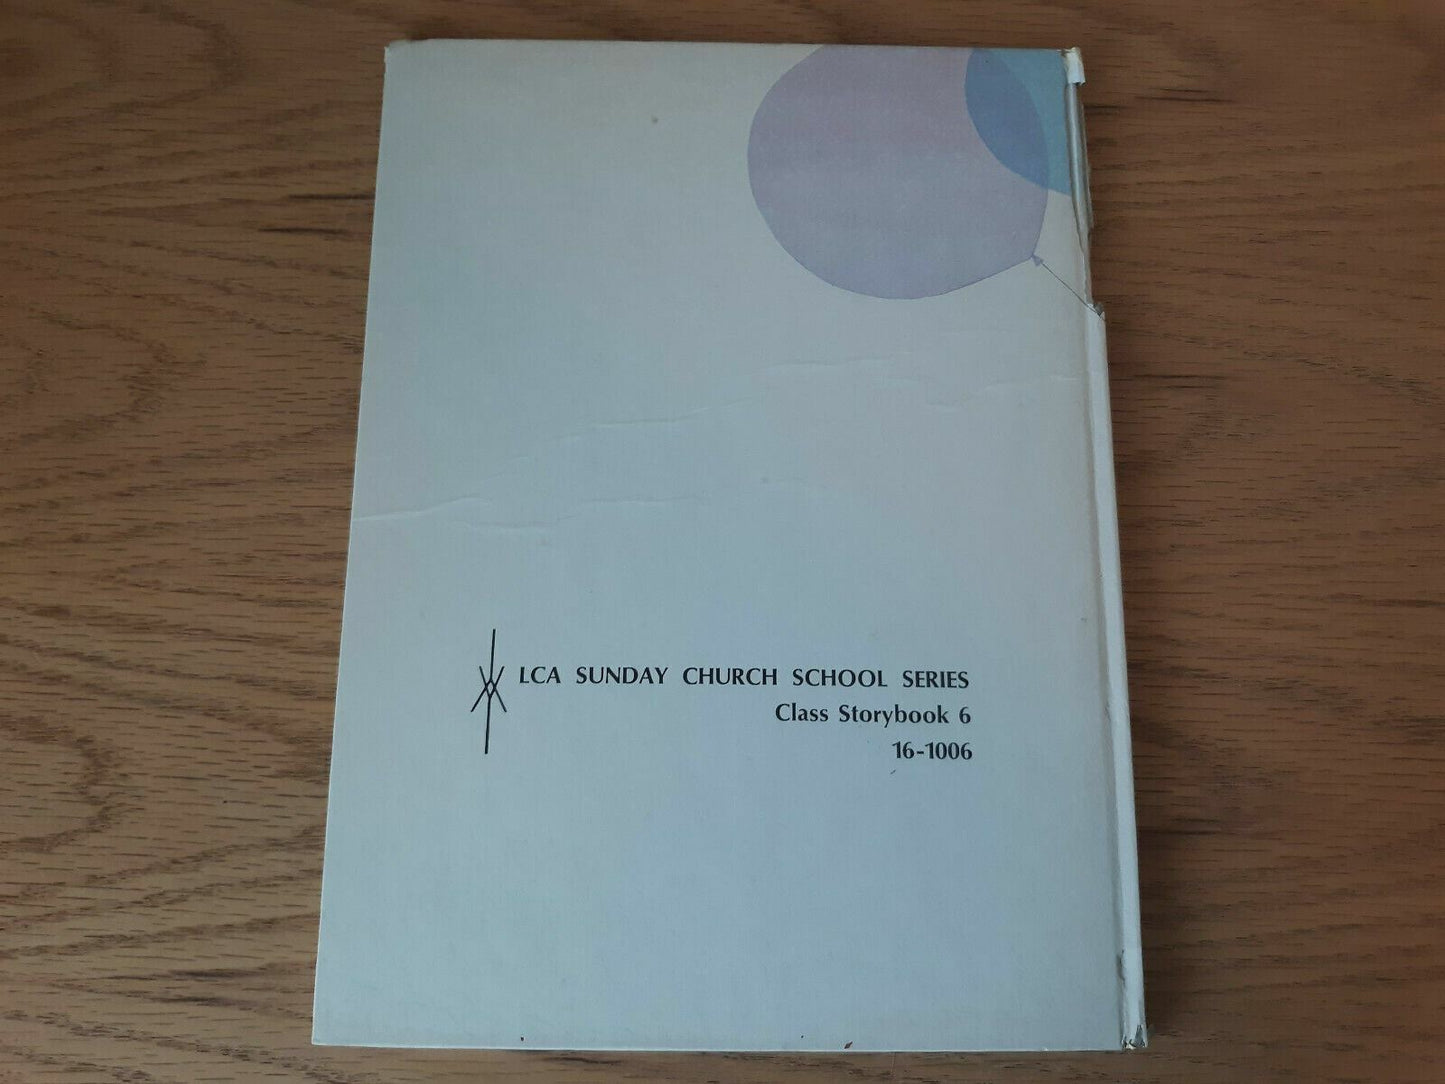 LCA SUNDAY CHURCH SCHOOL SERIES
Class Storybook 6
16-1006